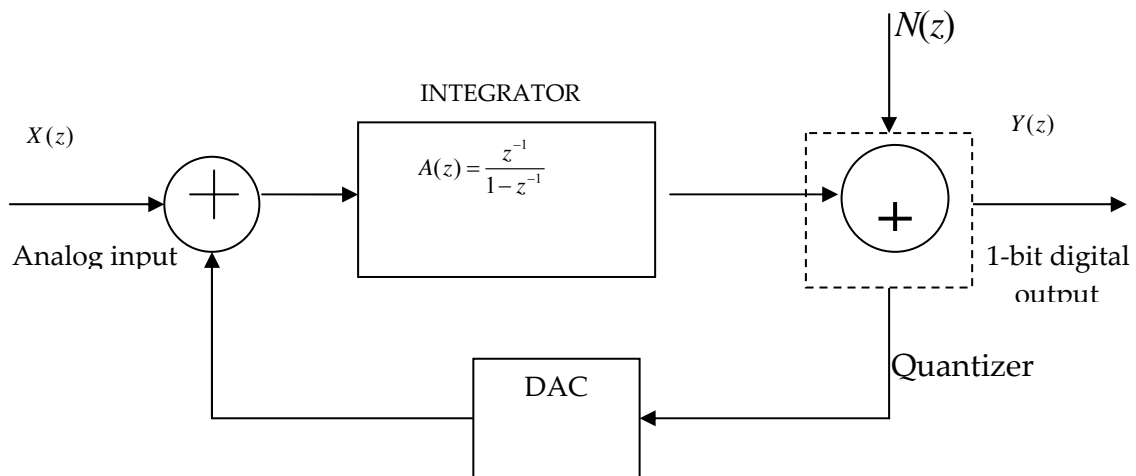 N(z)
INTEGRATOR
X(z)
A(z) = z^{-1} / (1 - z^{-1})
Y(z)
+
+
Analog input
1-bit digital
output
Quantizer
DAC